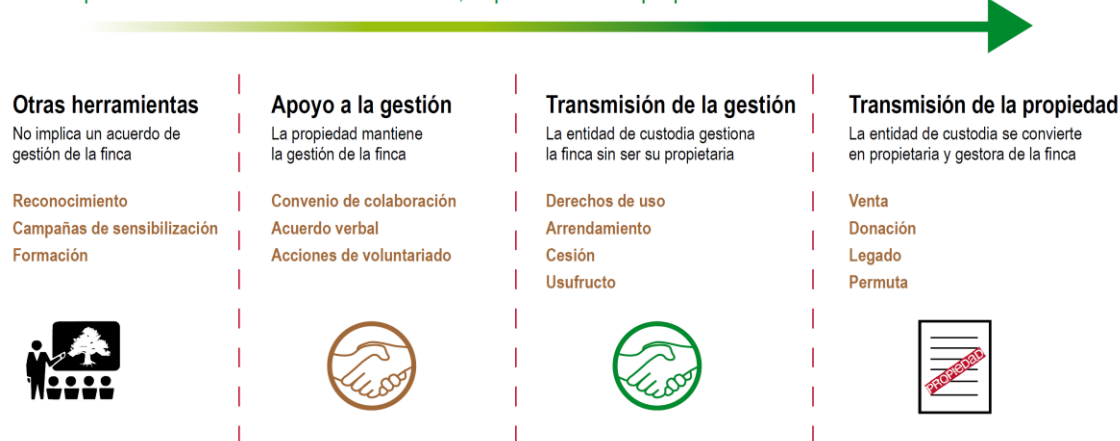 Otras herramientas
No implica un acuerdo de
gestión de la finca
Reconocimiento
Campañas de sensibilización
Formación
Apoyo a la gestión
La propiedad mantiene
la gestión de la finca
Convenio de colaboración
Acuerdo verbal
Acciones de voluntariado
Transmisión de la gestión
La entidad de custodia gestiona
la finca sin ser su propietaria
Derechos de uso
Arrendamiento
Cesión
Usufructo
Transmisión de la propiedad
La entidad de custodia se convierte
en propietaria y gestora de la finca
Venta
Donación
Legado
Permuta
PROPIEDAD